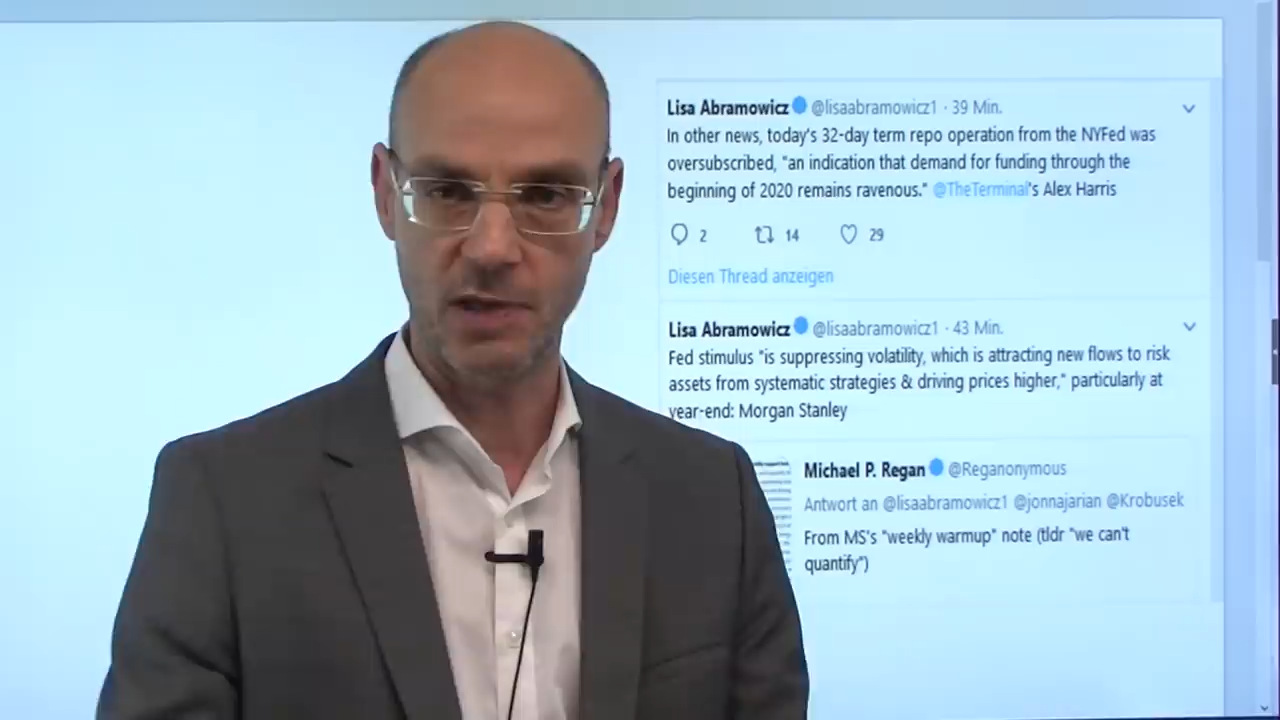 Lisa Abramowicz @lisaabramowicz1 · 39 Min.
In other news, today's 32-day term repo operation from the NYFed was
oversubscribed, "an indication that demand for funding through the
beginning of 2020 remains ravenous." @TheTerminal's Alex Harris
2 14 29
Diesen Thread anzeigen
Lisa Abramowicz @lisaabramowicz1 · 43 Min.
Fed stimulus "is suppressing volatility, which is attracting new flows to risk
assets from systematic strategies & driving prices higher," particularly at
year-end: Morgan Stanley
Michael P. Regan @Reganonymous
Antwort an @lisaabramowicz1 @jonnajarian @Krobusek
From MS's "weekly warmup" note (tldr "we can't
quantify")